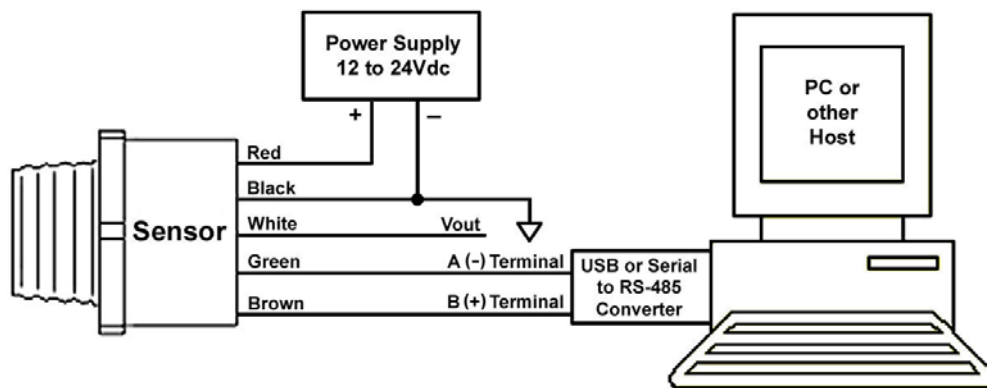 Power Supply
12 to 24Vdc
+
–
PC or
other
Host
Red
Black
Sensor
White
Vout
Green
A (–) Terminal
Brown
B (+) Terminal
USB or Serial
to RS-485
Converter